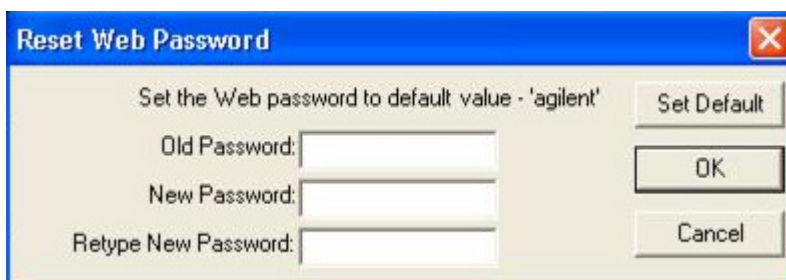 Reset Web Password
Set the Web password to default value - 'agilent'
Set Default
Old Password:
OK
New Password:
Retype New Password:
Cancel